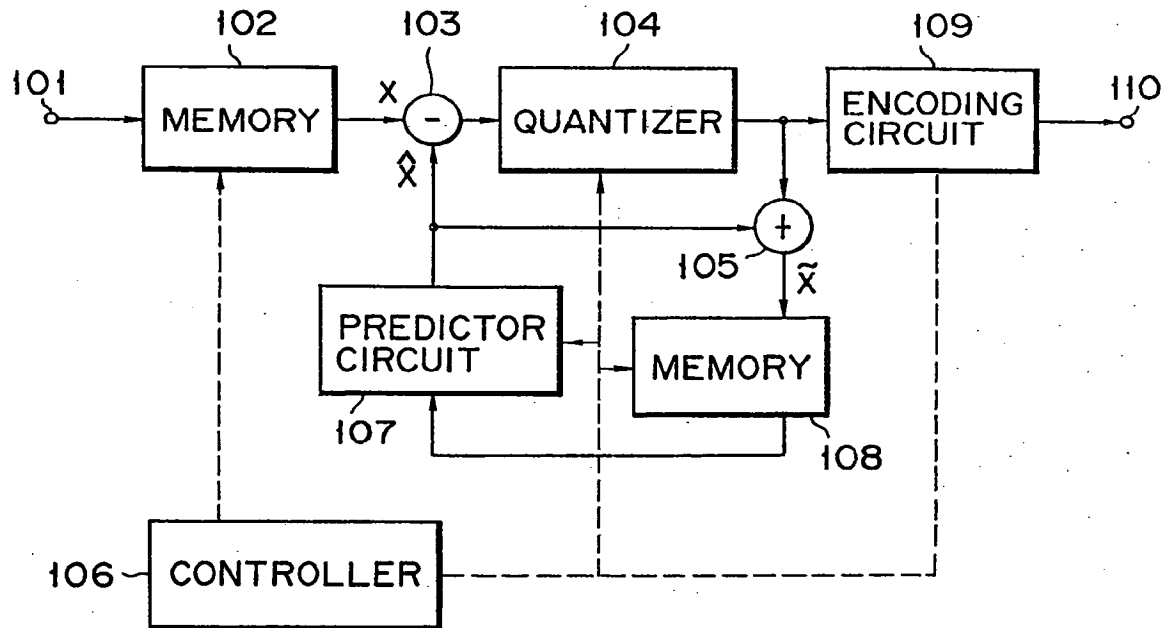 102
103
104
109
101
110
MEMORY
X
-
QUANTIZER
ENCODING
CIRCUIT
X̂
+
105
X̃
PREDICTOR
CIRCUIT
MEMORY
107
108
106
CONTROLLER